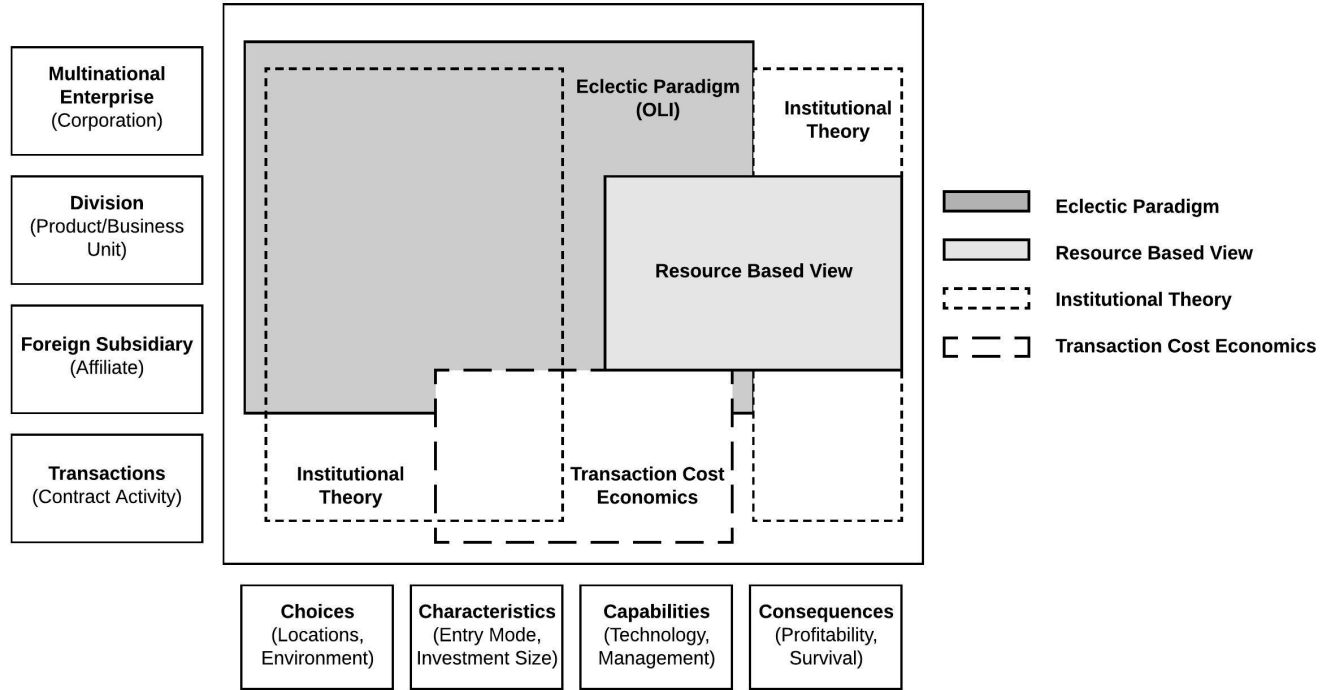 Multinational
Enterprise
(Corporation)
Division
(Product/Business
Unit)
Foreign Subsidiary
(Affiliate)
Transactions
(Contract Activity)
Eclectic Paradigm
(OLI)
Institutional
Theory
Resource Based View
Institutional
Theory
Transaction Cost
Economics
Eclectic Paradigm
Resource Based View
Institutional Theory
Transaction Cost Economics
Choices
(Locations,
Environment)
Characteristics
(Entry Mode,
Investment Size)
Capabilities
(Technology,
Management)
Consequences
(Profitability,
Survival)